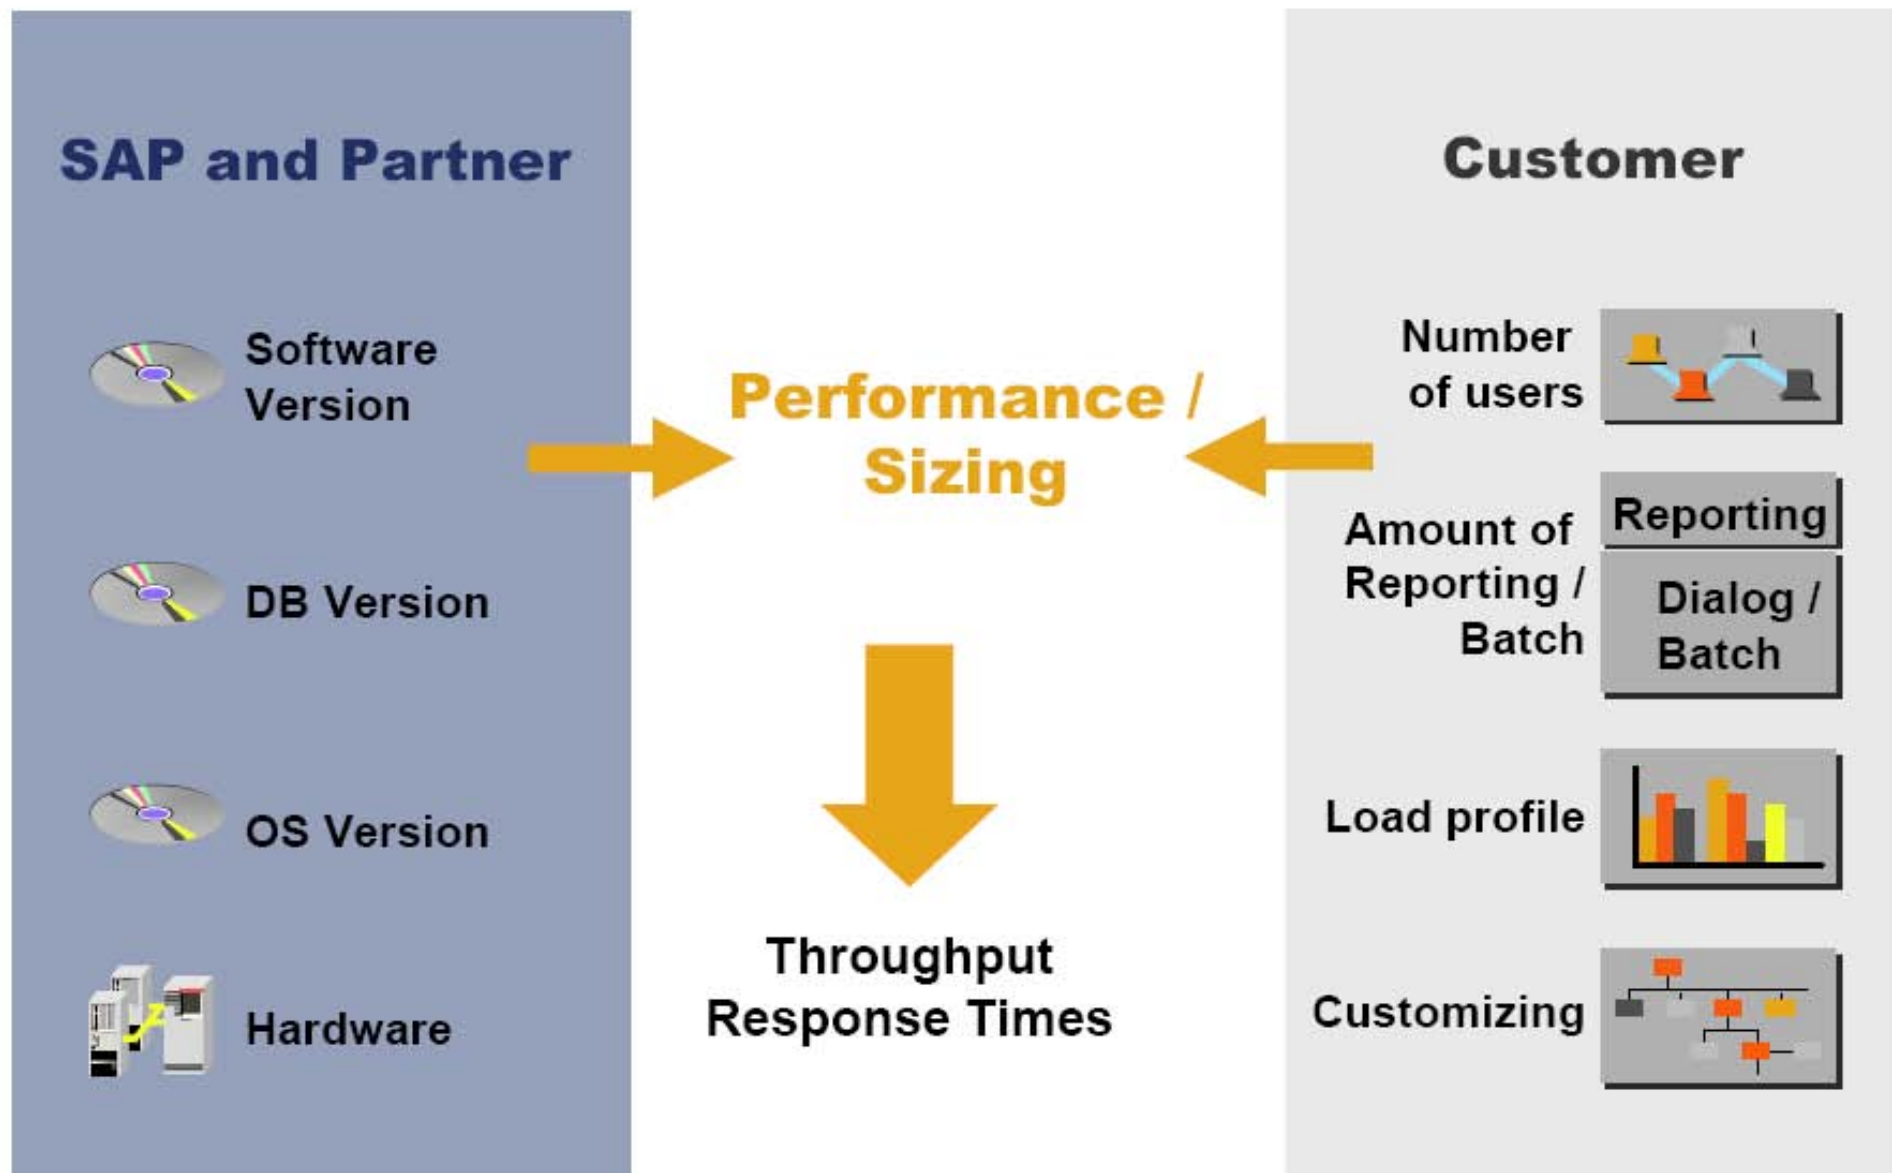 SAP and Partner
Software
Version
DB Version
OS Version
Hardware
Performance /
Sizing
Throughput
Response Times
Customer
Number
of users
Amount of
Reporting /
Batch
Reporting
Dialog /
Batch
Load profile
Customizing